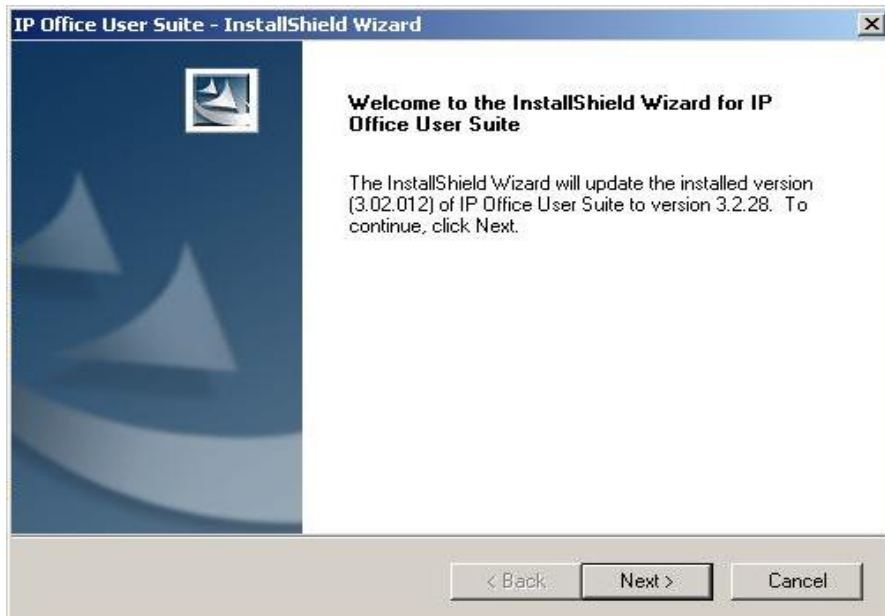 IP Office User Suite - InstallShield Wizard
Welcome to the InstallShield Wizard for IP
Office User Suite
The InstallShield Wizard will update the installed version
(3.02.012) of IP Office User Suite to version 3.2.28. To
continue, click Next.
< Back
Next >
Cancel